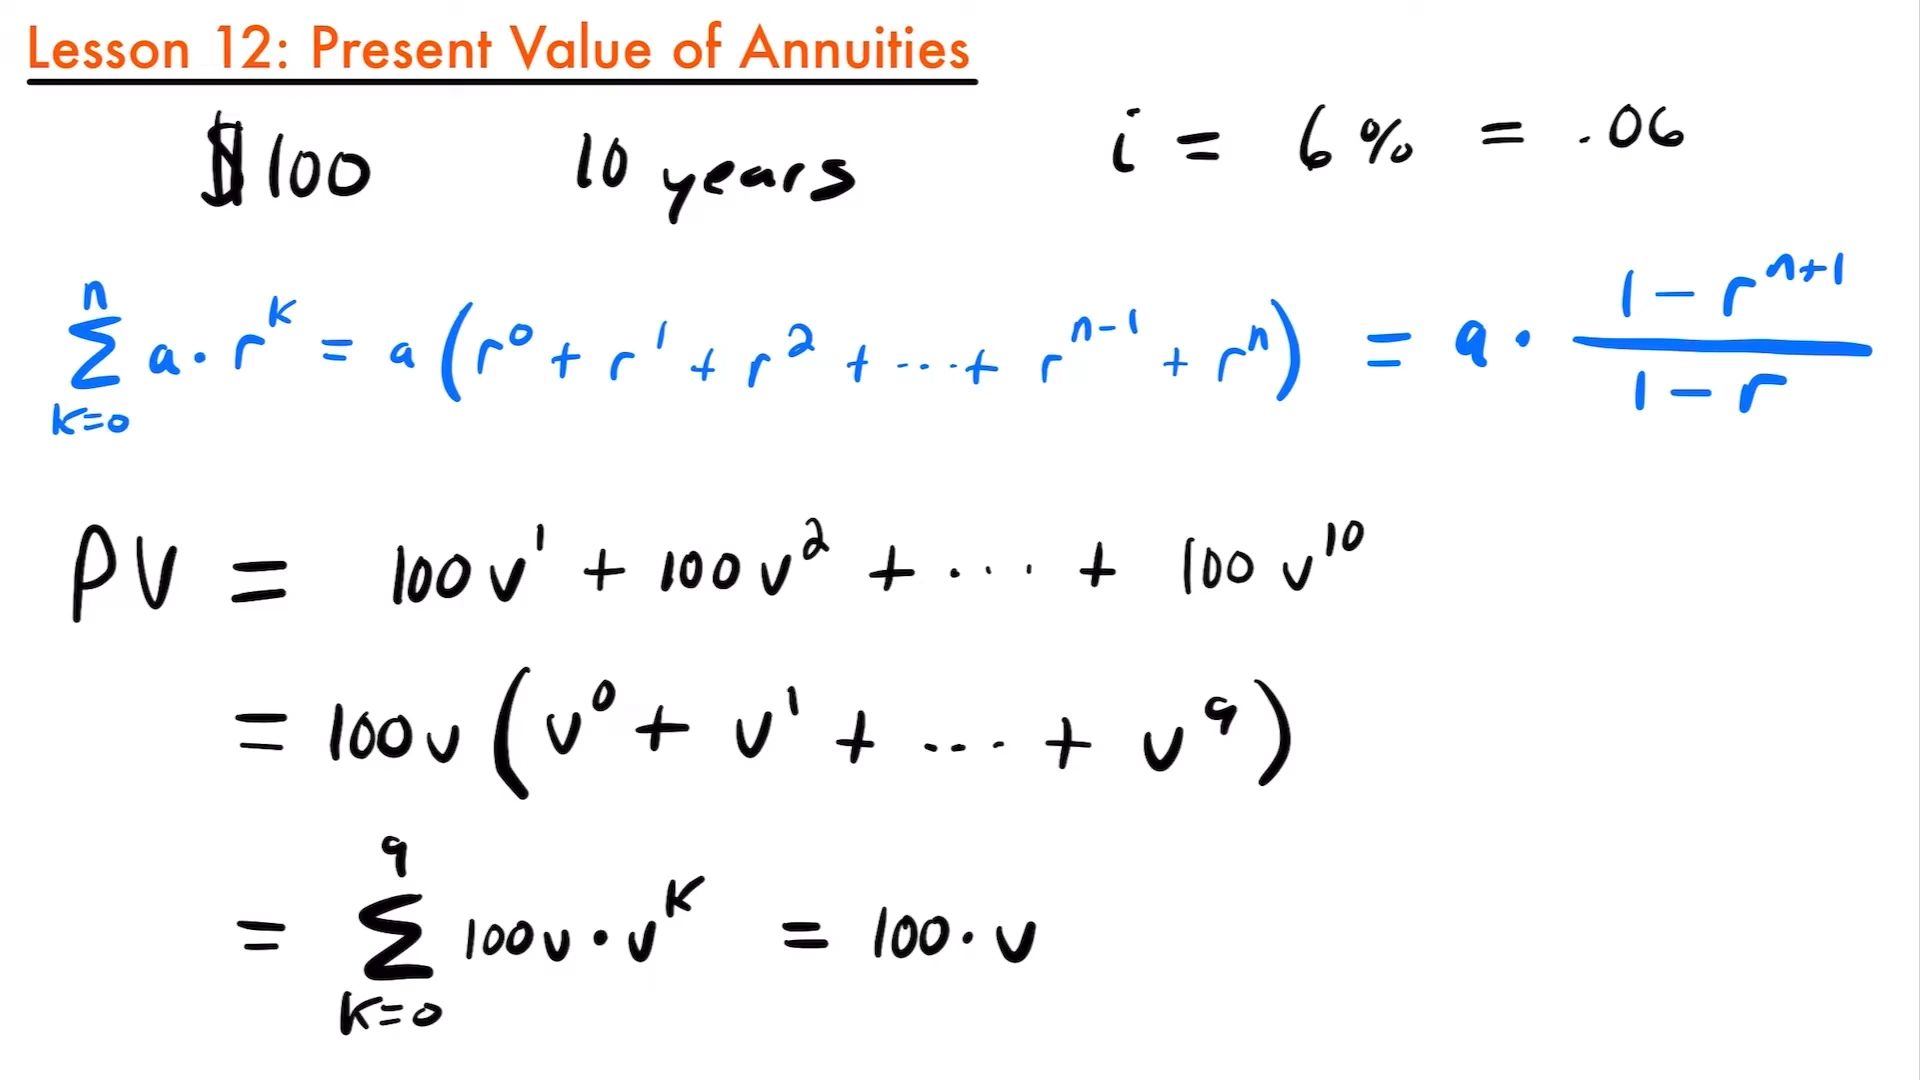 Lesson 12: Present Value of Annuities
$100 10 years i = 6% = .06
n
∑ a · r^k = a (r^0 + r^1 + r^2 + ... + r^{n-1} + r^n) = a · \frac{1 - r^{n+1}}{1 - r}
k=0
PV = 100v^1 + 100v^2 + ... + 100v^10
= 100v (v^0 + v^1 + ... + v^9)
9
= ∑ 100v · v^k = 100 · v
k=0